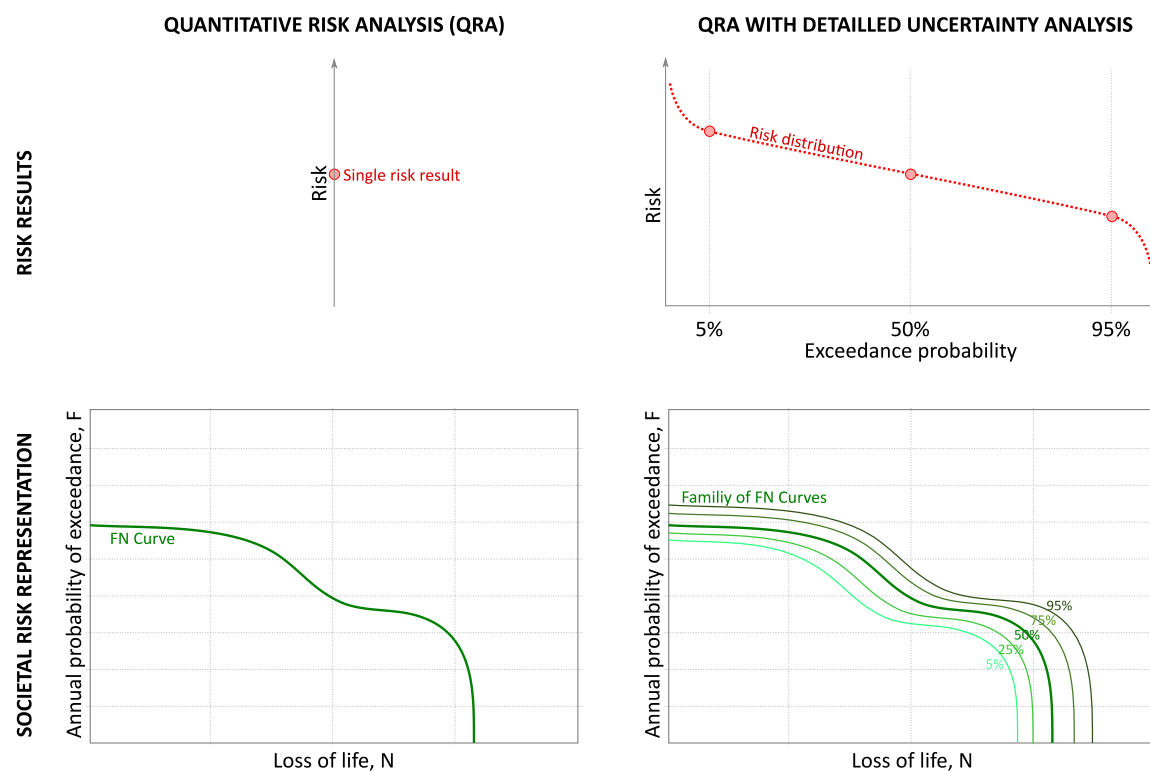 QUANTITATIVE RISK ANALYSIS (QRA)
QRA WITH DETAILLED UNCERTAINTY ANALYSIS
RISK RESULTS
Risk
Single risk result
Risk
Risk distribution
5%
50%
95%
Exceedance probability
SOCIETAL RISK REPRESENTATION
Annual probability of exceedance, F
FN Curve
Loss of life, N
Annual probability of exceedance, F
Familiy of FN Curves
95%
75%
50%
25%
5%
Loss of life, N